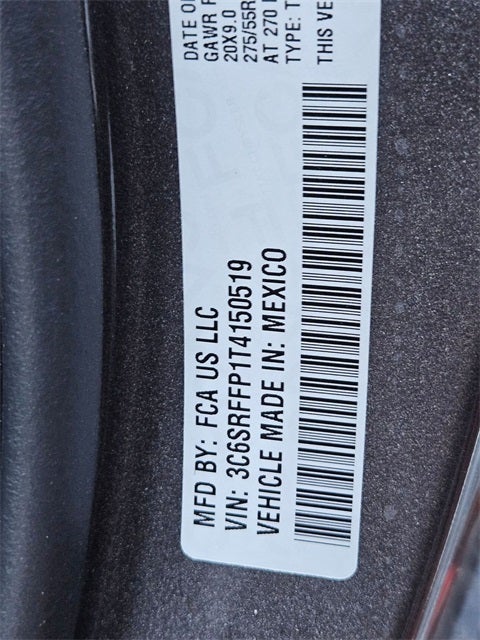 DATE O
GAWR F
20X9.0
275/55R
AT 270
TYPE: T
THIS VE
MFD BY: FCA US LLC
VIN: 3C6SRFFP1T4150519
VEHICLE MADE IN: MEXICO